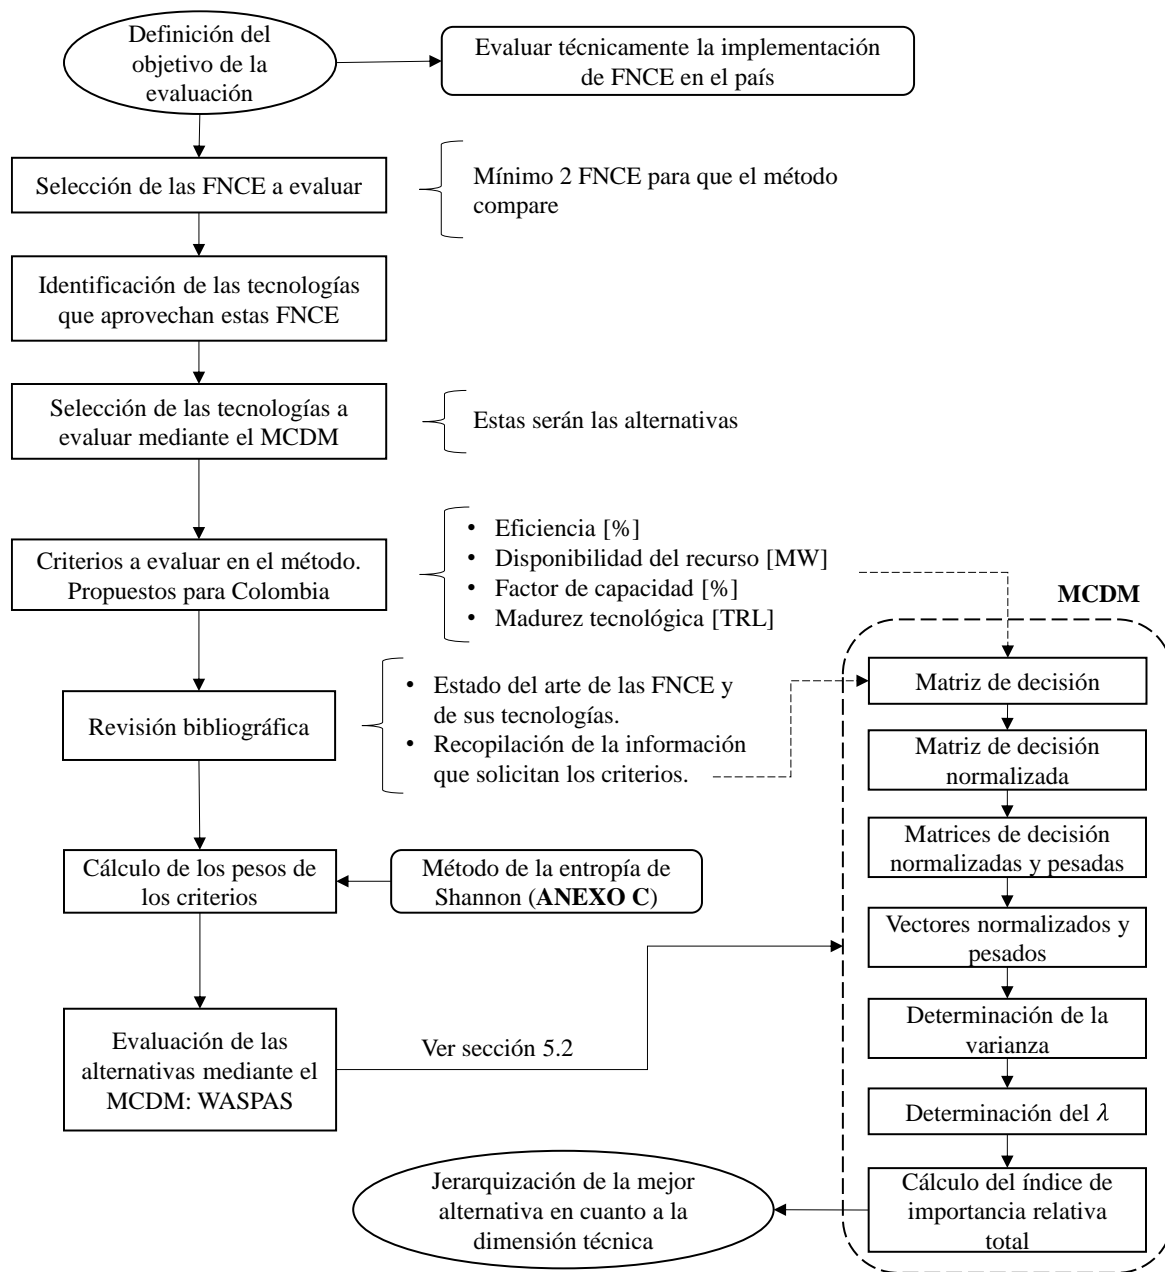 Definición del
objetivo de la
evaluación
Evaluar técnicamente la implementación
de FNCE en el país
Selección de las FNCE a evaluar
Mínimo 2 FNCE para que el método
compare
Identificación de las tecnologías
que aprovechan estas FNCE
Selección de las tecnologías a
evaluar mediante el MCDM
Estas serán las alternativas
Criterios a evaluar en el método.
Propuestos para Colombia
• Eficiencia [%]
• Disponibilidad del recurso [MW]
• Factor de capacidad [%]
• Madurez tecnológica [TRL]
Revisión bibliográfica
• Estado del arte de las FNCE y
de sus tecnologías.
• Recopilación de la información
que solicitan los criterios.
Cálculo de los pesos de
los criterios
Método de la entropía de
Shannon (ANEXO C)
Evaluación de las
alternativas mediante el
MCDM: WASPAS
Ver sección 5.2
MCDM
Matriz de decisión
Matriz de decisión
normalizada
Matrices de decisión
normalizadas y pesadas
Vectores normalizados y
pesados
Determinación de la
varianza
Determinación del λ
Cálculo del índice de
importancia relativa
total
Jerarquización de la mejor
alternativa en cuanto a la
dimensión técnica